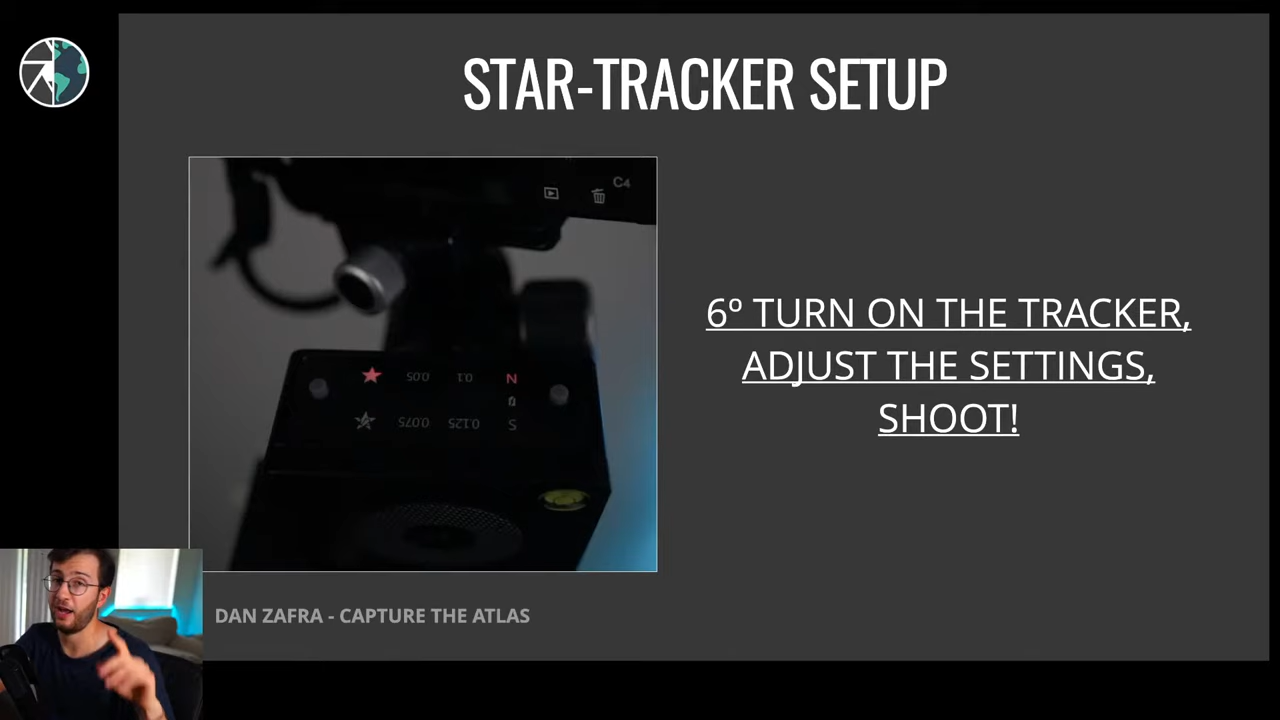 STAR-TRACKER SETUP
C4
0.05 0.1 N
0.075 0.125 S
6º TURN ON THE TRACKER,
ADJUST THE SETTINGS,
SHOOT!
DAN ZAFRA - CAPTURE THE ATLAS